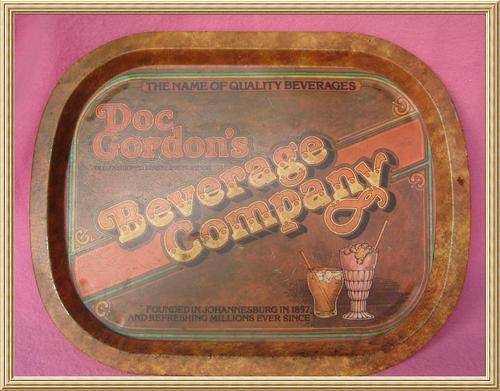 THE NAME OF QUALITY BEVERAGES
Doc
Gordon's
Beverage
Company
FOUNDED IN JOHANNESBURG IN 1897,
AND REFRESHING MILLIONS EVER SINCE